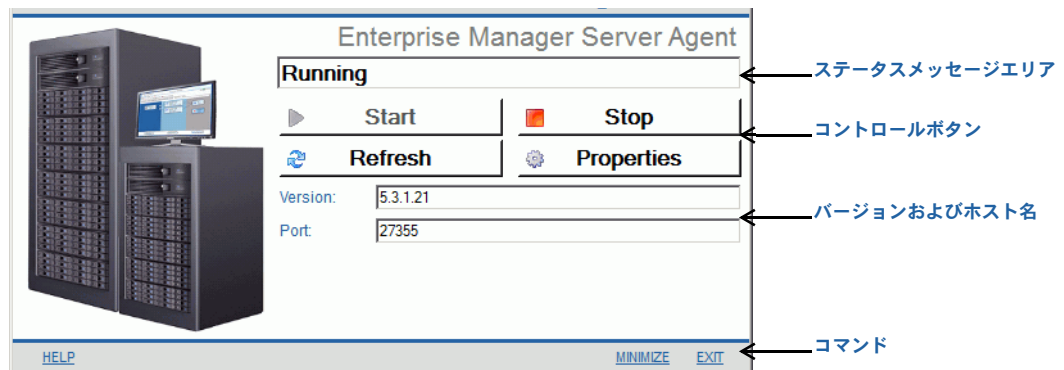 Enterprise Manager Server Agent
Running
ステータスメッセージエリア
Start
Stop
コントロールボタン
Refresh
Properties
Version:
5.3.1.21
バージョンおよびホスト名
Port:
27355
HELP
MINIMIZE
EXIT
コマンド